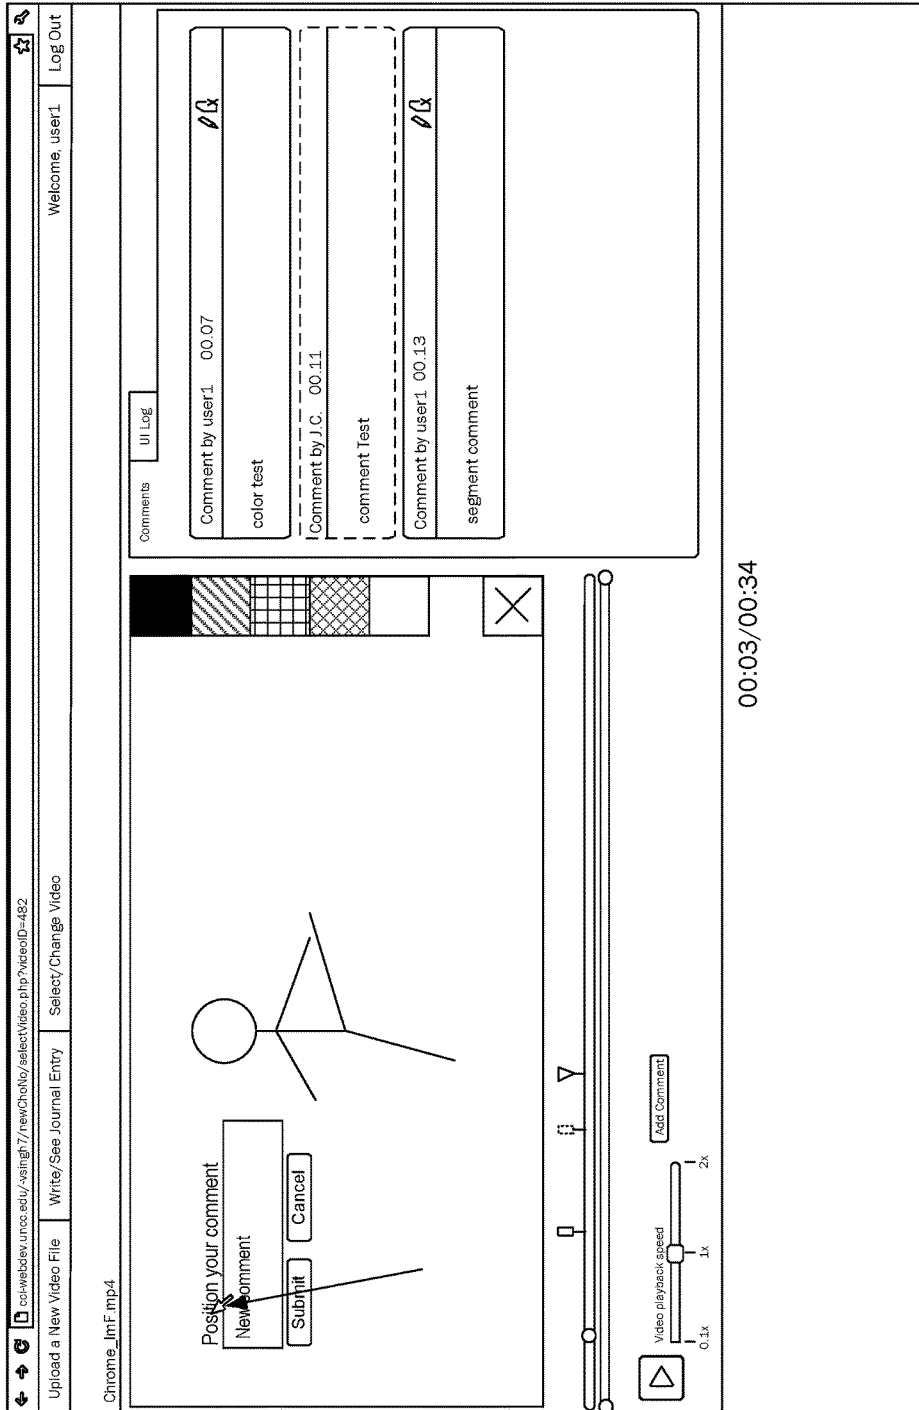 cci-webdev.uncc.edu/~vsingh7/newChoNo/selectVideo.php?videoID=482
Upload a New Video File
Write/See Journal Entry
Select/Change Video
Welcome, user1
Log Out
Chrome_ImF.mp4
Position your comment
New comment
Submit
Cancel
Comments
UI Log
Comment by user1 00.07
color test
Comment by J.C. 00.11
comment Test
Comment by user1 00.13
segment comment
Video playback speed
0.1x
1x
2x
Add Comment
00:03/00:34